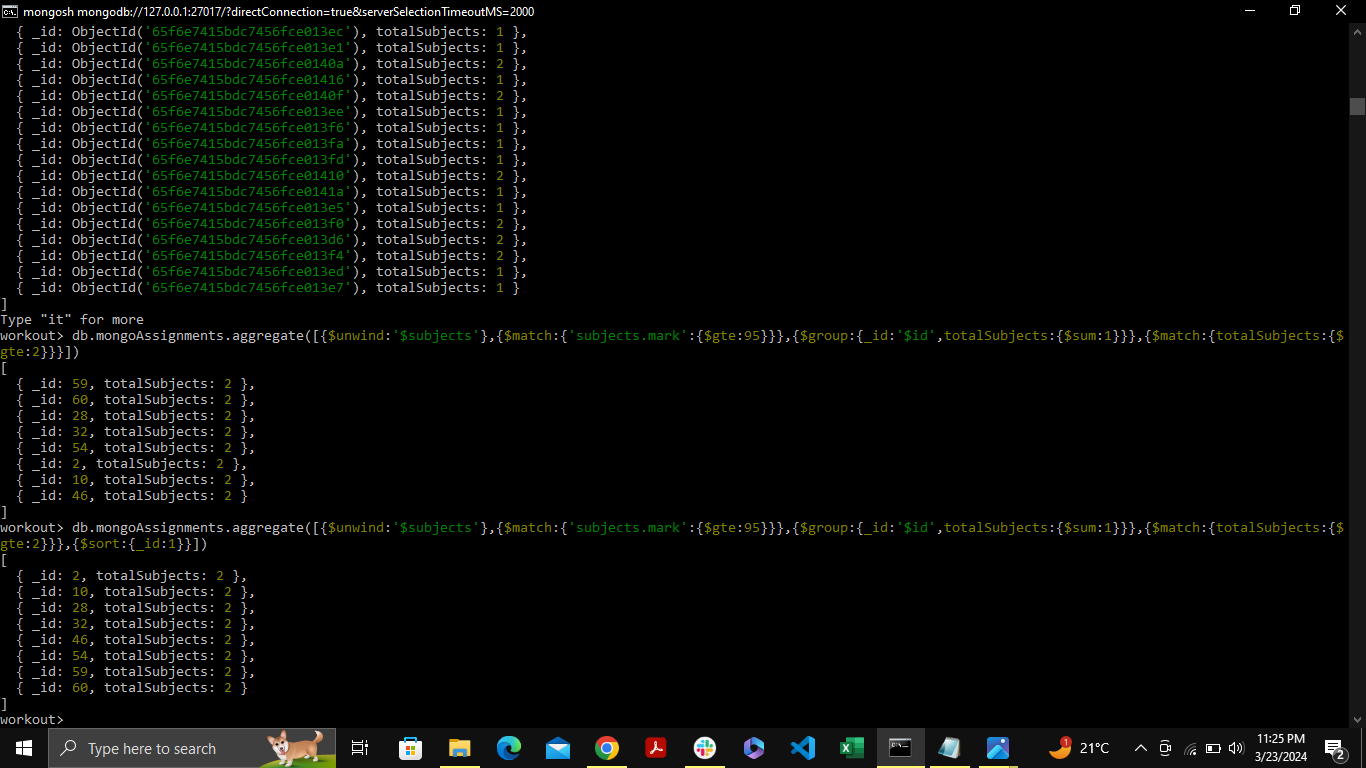 mongosh mongodb://127.0.0.1:27017/?directConnection=true&serverSelectionTimeoutMS=2000
{ _id: ObjectId('65f6e7415bdc7456fce013ec'), totalSubjects: 1 },
{ _id: ObjectId('65f6e7415bdc7456fce013e1'), totalSubjects: 1 },
{ _id: ObjectId('65f6e7415bdc7456fce0140a'), totalSubjects: 2 },
{ _id: ObjectId('65f6e7415bdc7456fce01416'), totalSubjects: 1 },
{ _id: ObjectId('65f6e7415bdc7456fce0140f'), totalSubjects: 2 },
{ _id: ObjectId('65f6e7415bdc7456fce013ee'), totalSubjects: 1 },
{ _id: ObjectId('65f6e7415bdc7456fce013f6'), totalSubjects: 1 },
{ _id: ObjectId('65f6e7415bdc7456fce013fa'), totalSubjects: 1 },
{ _id: ObjectId('65f6e7415bdc7456fce013fd'), totalSubjects: 1 },
{ _id: ObjectId('65f6e7415bdc7456fce01410'), totalSubjects: 2 },
{ _id: ObjectId('65f6e7415bdc7456fce0141a'), totalSubjects: 1 },
{ _id: ObjectId('65f6e7415bdc7456fce013e5'), totalSubjects: 1 },
{ _id: ObjectId('65f6e7415bdc7456fce013f0'), totalSubjects: 2 },
{ _id: ObjectId('65f6e7415bdc7456fce013d6'), totalSubjects: 2 },
{ _id: ObjectId('65f6e7415bdc7456fce013f4'), totalSubjects: 2 },
{ _id: ObjectId('65f6e7415bdc7456fce013ed'), totalSubjects: 1 },
{ _id: ObjectId('65f6e7415bdc7456fce013e7'), totalSubjects: 1 }
]
Type "it" for more
workout> db.mongoAssignments.aggregate([{$unwind:'$subjects'},{$match:{'subjects.mark':{$gte:95}}},{$group:{_id:'$id',totalSubjects:{$sum:1}}},{$match:{totalSubjects:{$
gte:2}}}])
[
{ _id: 59, totalSubjects: 2 },
{ _id: 60, totalSubjects: 2 },
{ _id: 28, totalSubjects: 2 },
{ _id: 32, totalSubjects: 2 },
{ _id: 54, totalSubjects: 2 },
{ _id: 2, totalSubjects: 2 },
{ _id: 10, totalSubjects: 2 },
{ _id: 46, totalSubjects: 2 }
]
workout> db.mongoAssignments.aggregate([{$unwind:'$subjects'},{$match:{'subjects.mark':{$gte:95}}},{$group:{_id:'$id',totalSubjects:{$sum:1}}},{$match:{totalSubjects:{$
gte:2}}},{$sort:{_id:1}}])
[
{ _id: 2, totalSubjects: 2 },
{ _id: 10, totalSubjects: 2 },
{ _id: 28, totalSubjects: 2 },
{ _id: 32, totalSubjects: 2 },
{ _id: 46, totalSubjects: 2 },
{ _id: 54, totalSubjects: 2 },
{ _id: 59, totalSubjects: 2 },
{ _id: 60, totalSubjects: 2 }
]
workout>
Type here to search
1
21°C
11:25 PM
3/23/2024
2